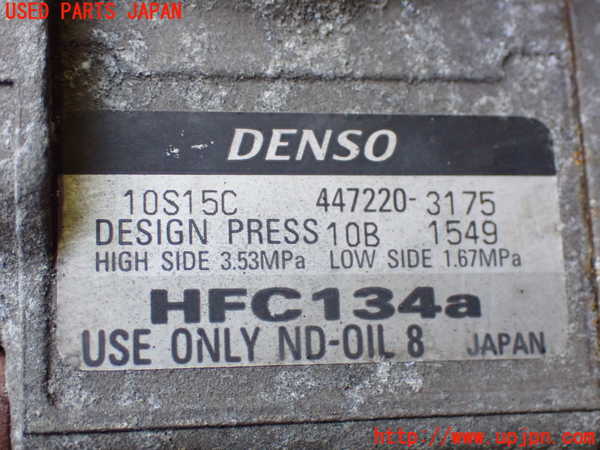 USED PARTS JAPAN
DENSO
10S15C 447220-3175
DESIGN PRESS 10B 1549
HIGH SIDE 3.53MPa LOW SIDE 1.67MPa
HFC134a
USE ONLY ND-OIL 8 JAPAN
http://www.upjpn.com/